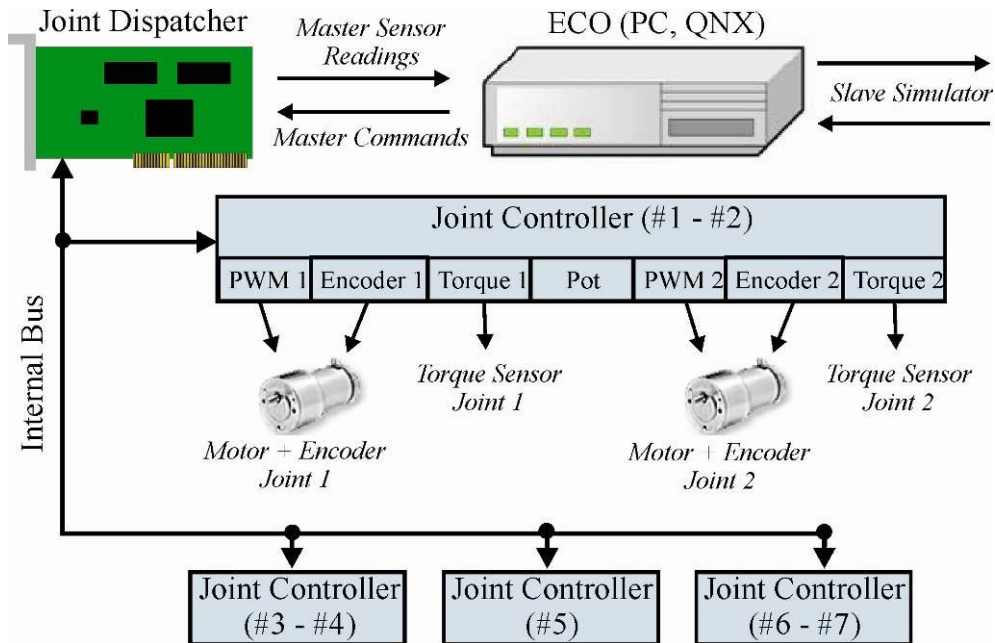 Joint Dispatcher
Master Sensor
Readings
Master Commands
ECO (PC, QNX)
Slave Simulator
Internal Bus
Joint Controller (#1 - #2)
PWM 1 Encoder 1 Torque 1 Pot PWM 2 Encoder 2 Torque 2
Motor + Encoder
Joint 1
Torque Sensor
Joint 1
Motor + Encoder
Joint 2
Torque Sensor
Joint 2
Joint Controller
(#3 - #4)
Joint Controller
(#5)
Joint Controller
(#6 - #7)